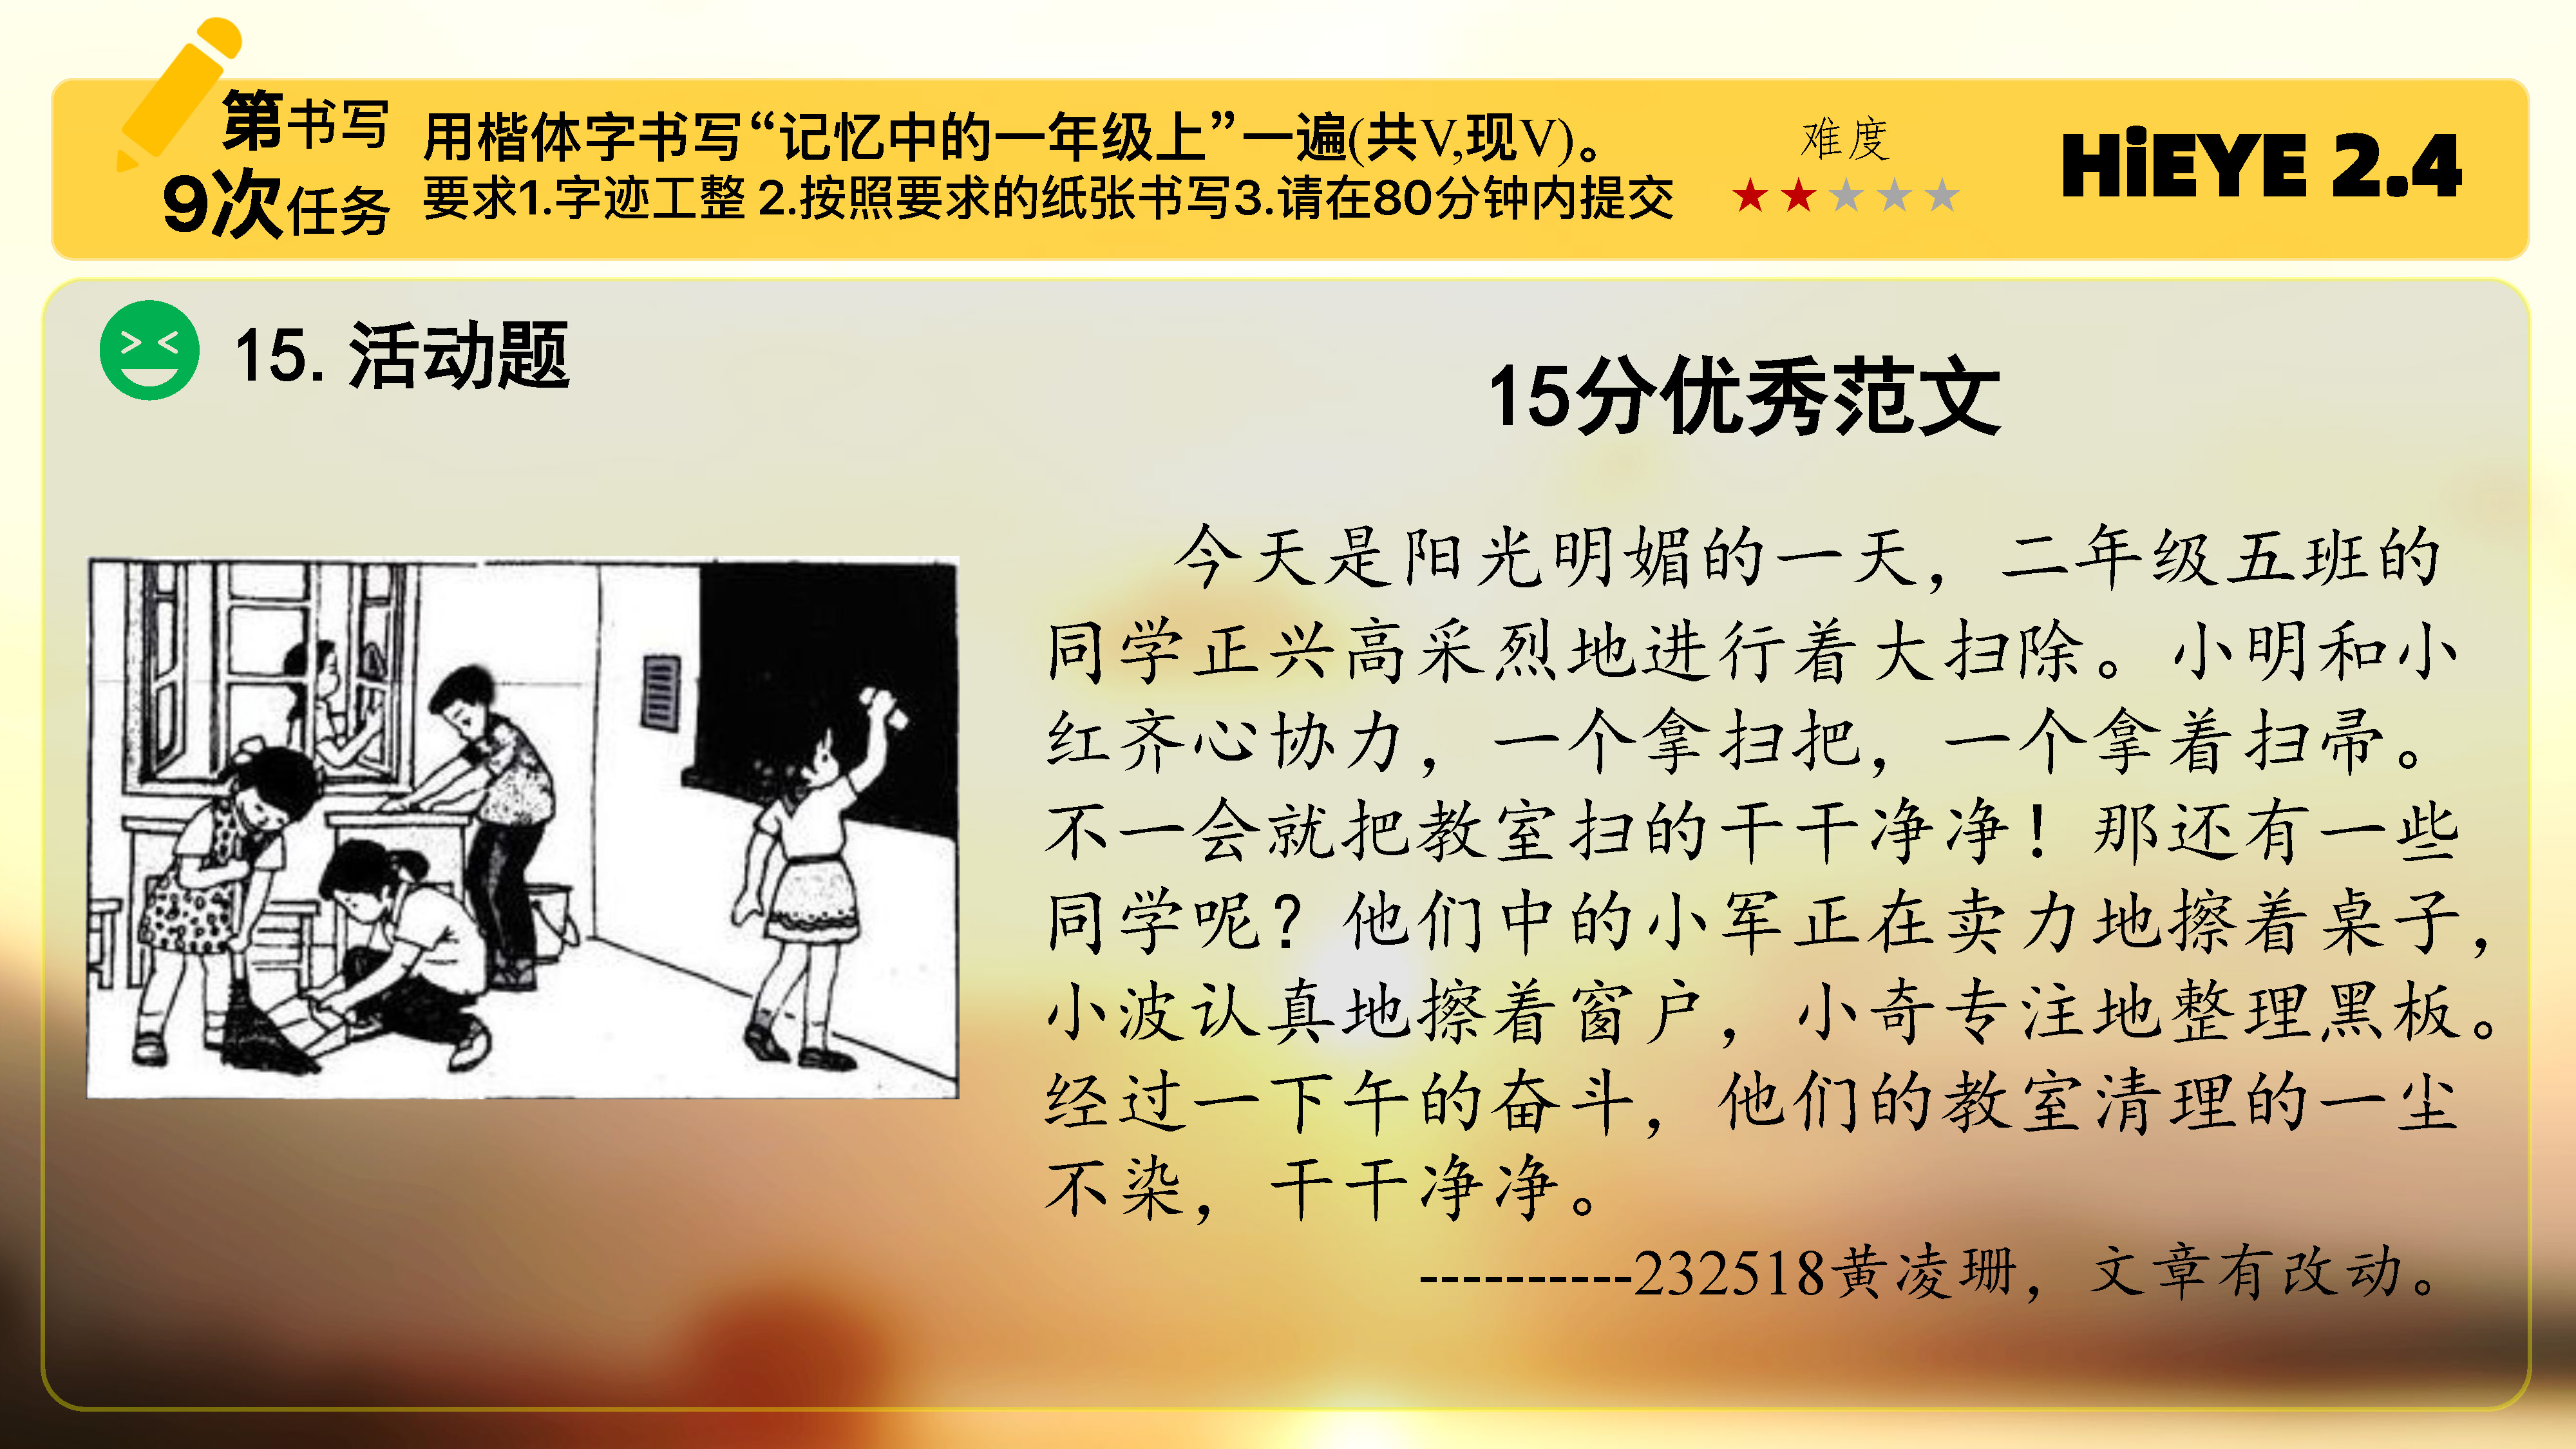 第9次
书写任务
用楷体字书写“记忆中的一年级上”一遍(共V,现V)。
要求1.字迹工整 2.按照要求的纸张书写3.请在80分钟内提交
难度
HiEYE 2.4
15. 活动题
15分优秀范文
今天是阳光明媚的一天，二年级五班的
同学正兴高采烈地进行着大扫除。小明和小
红齐心协力，一个拿扫把，一个拿着扫帚。
不一会就把教室扫的干干净净！那还有一些
同学呢？他们中的小军正在卖力地擦着桌子，
小波认真地擦着窗户，小奇专注地整理黑板。
经过一下午的奋斗，他们的教室清理的一尘
不染，干干净净。
----------232518黄凌珊，文章有改动。